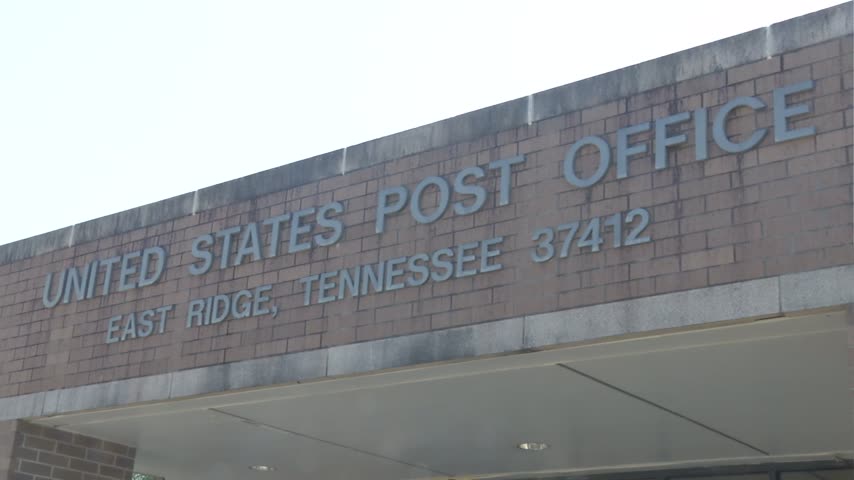 UNITED STATES POST OFFICE
EAST RIDGE, TENNESSEE 37412